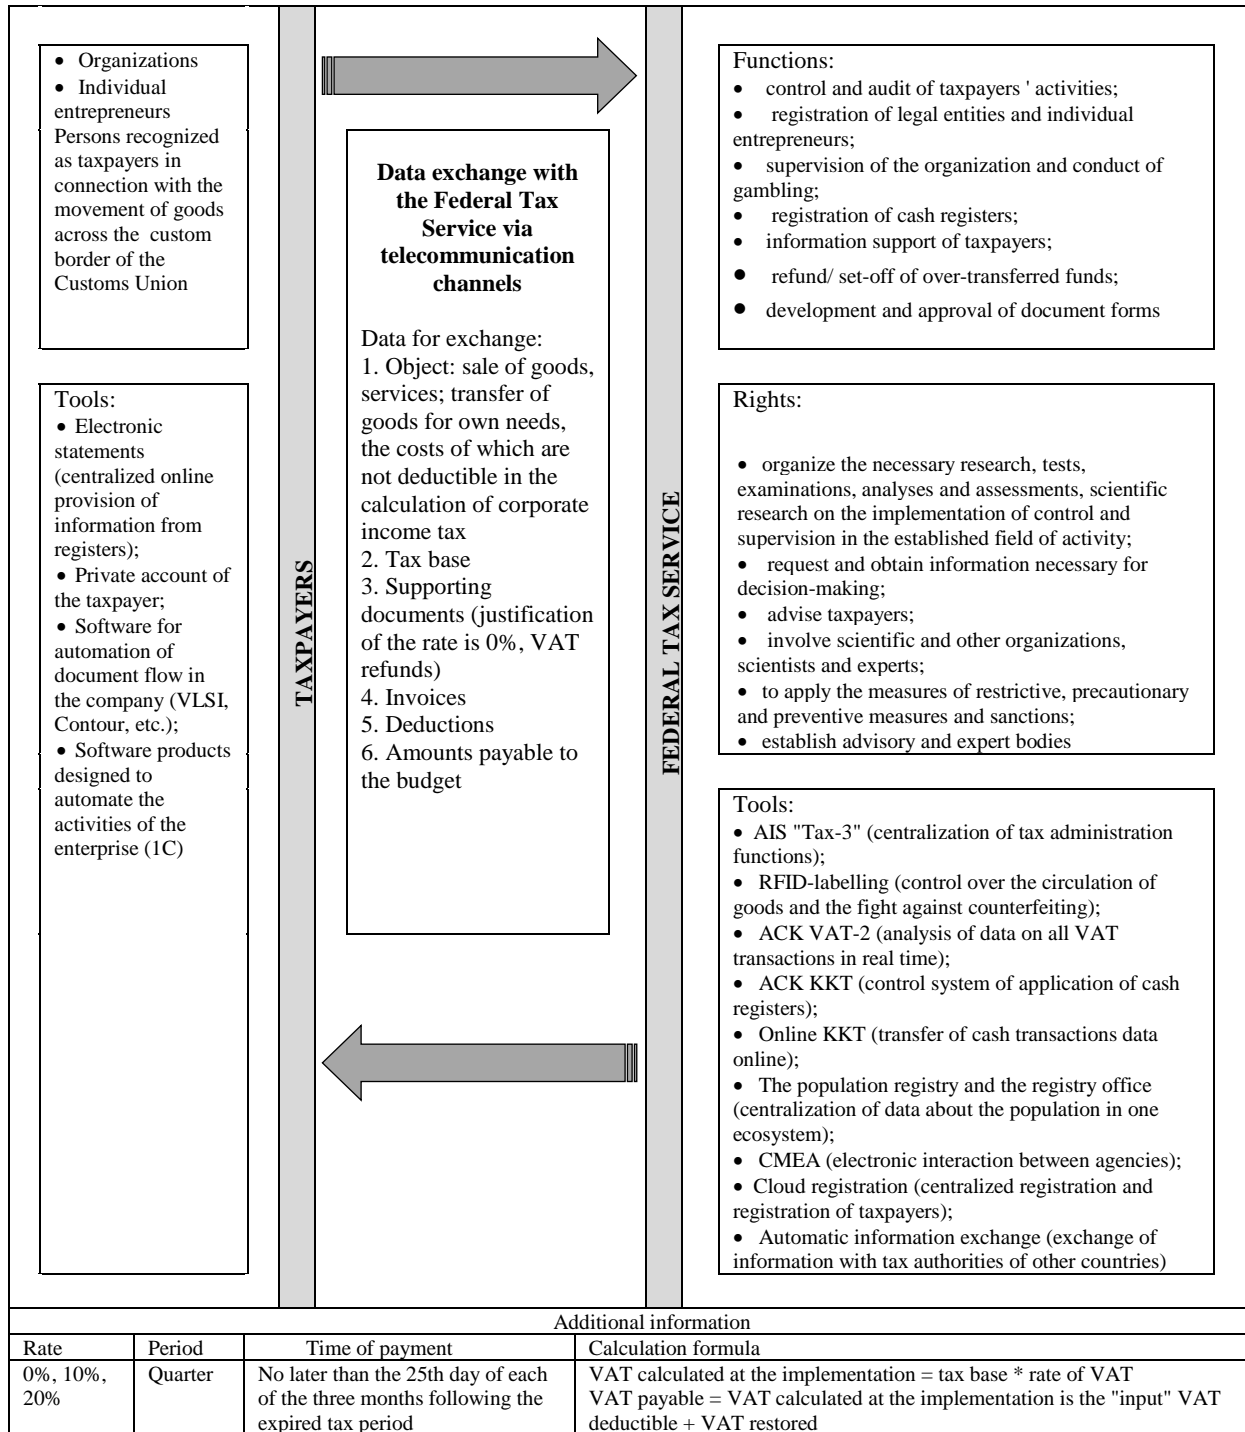 • Organizations
• Individual
entrepreneurs
Persons recognized
as taxpayers in
connection with the
movement of goods
across the custom
border of the
Customs Union
Tools:
• Electronic
statements
(centralized online
provision of
information from
registers);
• Private account of
the taxpayer;
• Software for
automation of
document flow in
the company (VLSI,
Contour, etc.);
• Software products
designed to
automate the
activities of the
enterprise (1C)
TAXPAYERS
Data exchange with
the Federal Tax
Service via
telecommunication
channels
Data for exchange:
1. Object: sale of goods,
services; transfer of
goods for own needs,
the costs of which are
not deductible in the
calculation of corporate
income tax
2. Tax base
3. Supporting
documents (justification
of the rate is 0%, VAT
refunds)
4. Invoices
5. Deductions
6. Amounts payable to
the budget
FEDERAL TAX SERVICE
Functions:
• control and audit of taxpayers ' activities;
• registration of legal entities and individual
entrepreneurs;
• supervision of the organization and conduct of
gambling;
• registration of cash registers;
• information support of taxpayers;
• refund/ set-off of over-transferred funds;
• development and approval of document forms
Rights:
• organize the necessary research, tests,
examinations, analyses and assessments, scientific
research on the implementation of control and
supervision in the established field of activity;
• request and obtain information necessary for
decision-making;
• advise taxpayers;
• involve scientific and other organizations,
scientists and experts;
• to apply the measures of restrictive, precautionary
and preventive measures and sanctions;
• establish advisory and expert bodies
Tools:
• AIS "Tax-3" (centralization of tax administration
functions);
• RFID-labelling (control over the circulation of
goods and the fight against counterfeiting);
• ACK VAT-2 (analysis of data on all VAT
transactions in real time);
• ACK KKT (control system of application of cash
registers);
• Online KKT (transfer of cash transactions data
online);
• The population registry and the registry office
(centralization of data about the population in one
ecosystem);
• CMEA (electronic interaction between agencies);
• Cloud registration (centralized registration and
registration of taxpayers);
• Automatic information exchange (exchange of
information with tax authorities of other countries)
Additional information
Rate
Period
Time of payment
Calculation formula
0%, 10%,
20%
Quarter
No later than the 25th day of each
of the three months following the
expired tax period
VAT calculated at the implementation = tax base * rate of VAT
VAT payable = VAT calculated at the implementation is the "input" VAT
deductible + VAT restored